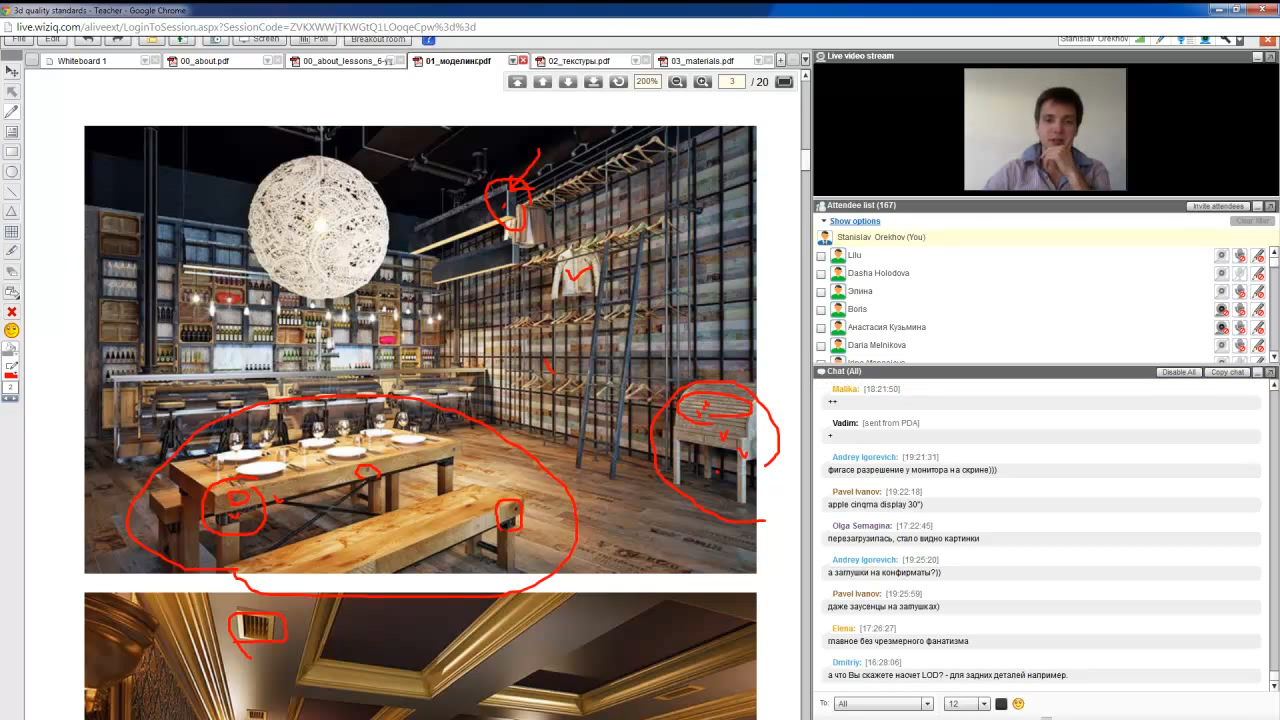 3d quality standards - Teacher - Google Chrome
live.wiziq.com/aliveext/LoginToSession.aspx?SessionCode=ZVKXWWjTKWGtQ1LOoqeCpw%3d%3d
File Edit Screen Poll Breakout room ? Stanislav Orekhov
Whiteboard 1 00_about.pdf 00_about_lessons_6- 01_моделинг.pdf 02_текстуры.pdf 03_materials.pdf
200% 3 / 20
2
Live video stream
Attendee list (167) Invite attendees
Show options Clear filter
Stanislav Orekhov (You)
Lilu
Dasha Holodova
Элина
Boris
Анастасия Кузьмина
Daria Melnikova
Chat (All) Disable All Copy chat
Malika: [18:21:50]
++
Vadim: [sent from PDA]
+
Andrey Igorevich: [19:21:31]
фигасе разрешение у монитора на скрине)))
Pavel Ivanov: [19:22:18]
apple cinqma display 30")
Olga Semagina: [17:22:45]
перезагрузилась, стало видно картинки
Andrey Igorevich: [19:25:20]
а заглушки на конфирматы?))
Pavel Ivanov: [19:25:59]
даже заусенцы на заглушках)
Elena: [17:26:27]
главное без чрезмерного фанатизма
Dmitriy: [16:28:06]
а что Вы скажете насчет LOD? - для задних деталей например.
To: All 12